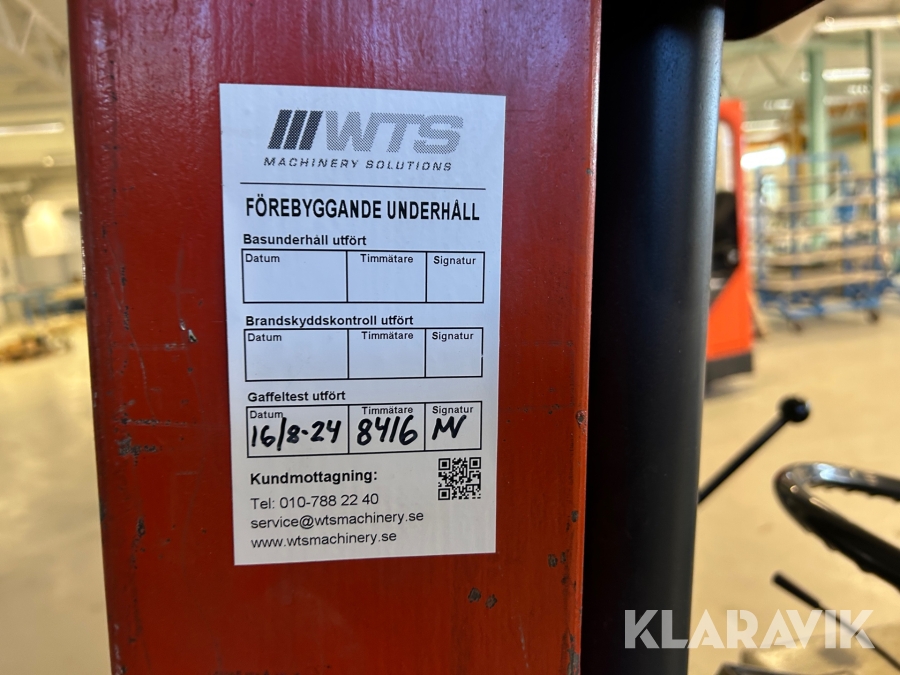 WTS
MACHINERY SOLUTIONS
FÖREBYGGANDE UNDERHÅLL
Basunderhåll utfört
Datum Timmätare Signatur
Brandskyddskontroll utfört
Datum Timmätare Signatur
Gaffeltest utfört
Datum Timmätare Signatur
16/8-24 8416 MV
Kundmottagning:
Tel: 010-788 22 40
service@wtsmachinery.se
www.wtsmachinery.se
KLARAVIK